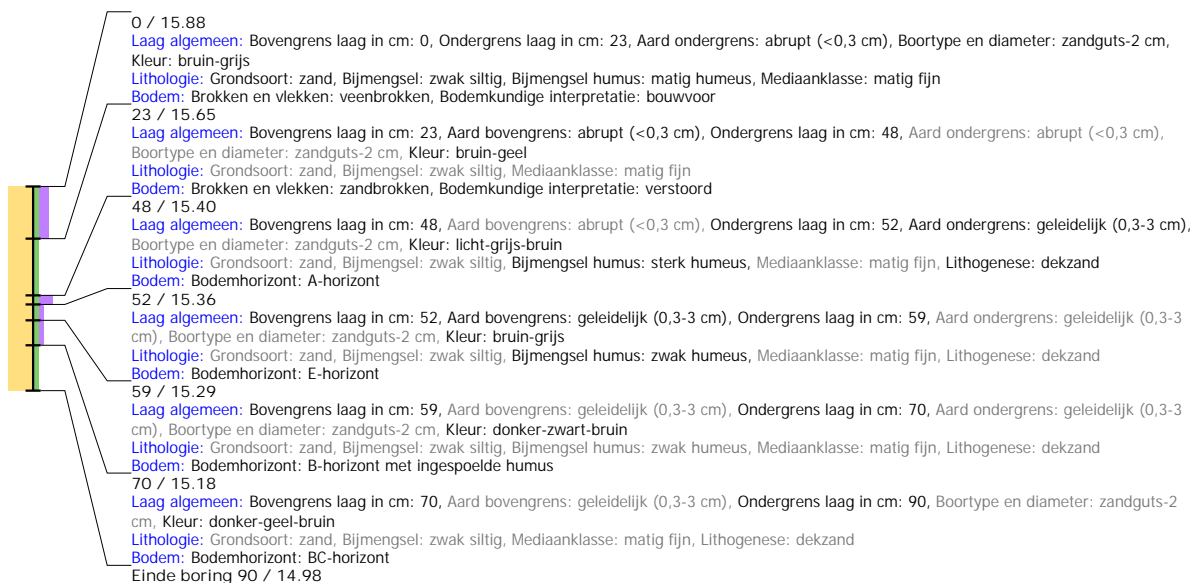 0 / 15.88
Laag algemeen: Bovengrens laag in cm: 0, Ondergrens laag in cm: 23, Aard ondergrens: abrupt (<0,3 cm), Boortype en diameter: zandguts-2 cm,
Kleur: bruin-grijs
Lithologie: Grondsoort: zand, Bijmengsel: zwak siltig, Bijmengsel humus: matig humeus, Mediaanklasse: matig fijn
Bodem: Brokken en vlekken: veenbrokken, Bodemkundige interpretatie: bouwvoor
23 / 15.65
Laag algemeen: Bovengrens laag in cm: 23, Aard bovengrens: abrupt (<0,3 cm), Ondergrens laag in cm: 48, Aard ondergrens: abrupt (<0,3 cm),
Boortype en diameter: zandguts-2 cm, Kleur: bruin-geel
Lithologie: Grondsoort: zand, Bijmengsel: zwak siltig, Mediaanklasse: matig fijn
Bodem: Brokken en vlekken: zandbrokken, Bodemkundige interpretatie: verstoord
48 / 15.40
Laag algemeen: Bovengrens laag in cm: 48, Aard bovengrens: abrupt (<0,3 cm), Ondergrens laag in cm: 52, Aard ondergrens: geleidelijk (0,3-3 cm),
Boortype en diameter: zandguts-2 cm, Kleur: licht-grijs-bruin
Lithologie: Grondsoort: zand, Bijmengsel: zwak siltig, Bijmengsel humus: sterk humeus, Mediaanklasse: matig fijn, Lithogenese: dekzand
Bodem: Bodemhorizont: A-horizont
52 / 15.36
Laag algemeen: Bovengrens laag in cm: 52, Aard bovengrens: geleidelijk (0,3-3 cm), Ondergrens laag in cm: 59, Aard ondergrens: geleidelijk (0,3-3
cm), Boortype en diameter: zandguts-2 cm, Kleur: bruin-grijs
Lithologie: Grondsoort: zand, Bijmengsel: zwak siltig, Bijmengsel humus: zwak humeus, Mediaanklasse: matig fijn, Lithogenese: dekzand
Bodem: Bodemhorizont: E-horizont
59 / 15.29
Laag algemeen: Bovengrens laag in cm: 59, Aard bovengrens: geleidelijk (0,3-3 cm), Ondergrens laag in cm: 70, Aard ondergrens: geleidelijk (0,3-3
cm), Boortype en diameter: zandguts-2 cm, Kleur: donker-zwart-bruin
Lithologie: Grondsoort: zand, Bijmengsel: zwak siltig, Bijmengsel humus: zwak humeus, Mediaanklasse: matig fijn, Lithogenese: dekzand
Bodem: Bodemhorizont: B-horizont met ingespoelde humus
70 / 15.18
Laag algemeen: Bovengrens laag in cm: 70, Aard bovengrens: geleidelijk (0,3-3 cm), Ondergrens laag in cm: 90, Boortype en diameter: zandguts-2
cm, Kleur: donker-geel-bruin
Lithologie: Grondsoort: zand, Bijmengsel: zwak siltig, Mediaanklasse: matig fijn, Lithogenese: dekzand
Bodem: Bodemhorizont: BC-horizont
Einde boring 90 / 14.98